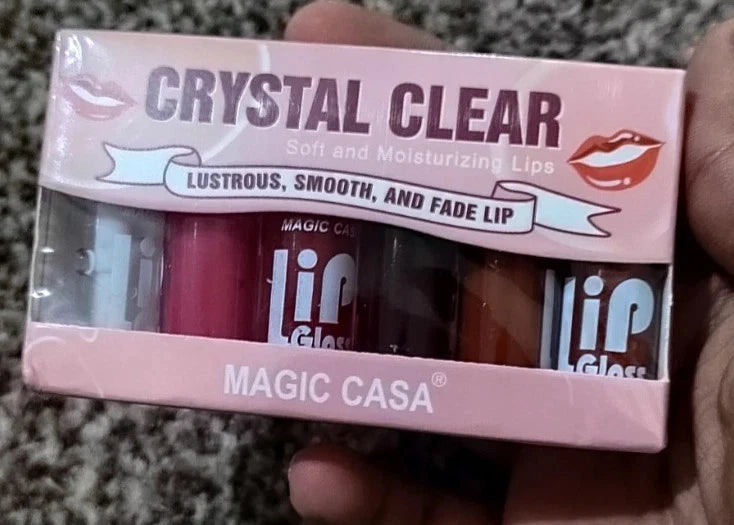 CRYSTAL CLEAR
Soft and Moisturizing Lips
LUSTROUS, SMOOTH, AND FADE LIP
MAGIC CAS
LiP
Gloss
LiP
Gloss
MAGIC CASA®